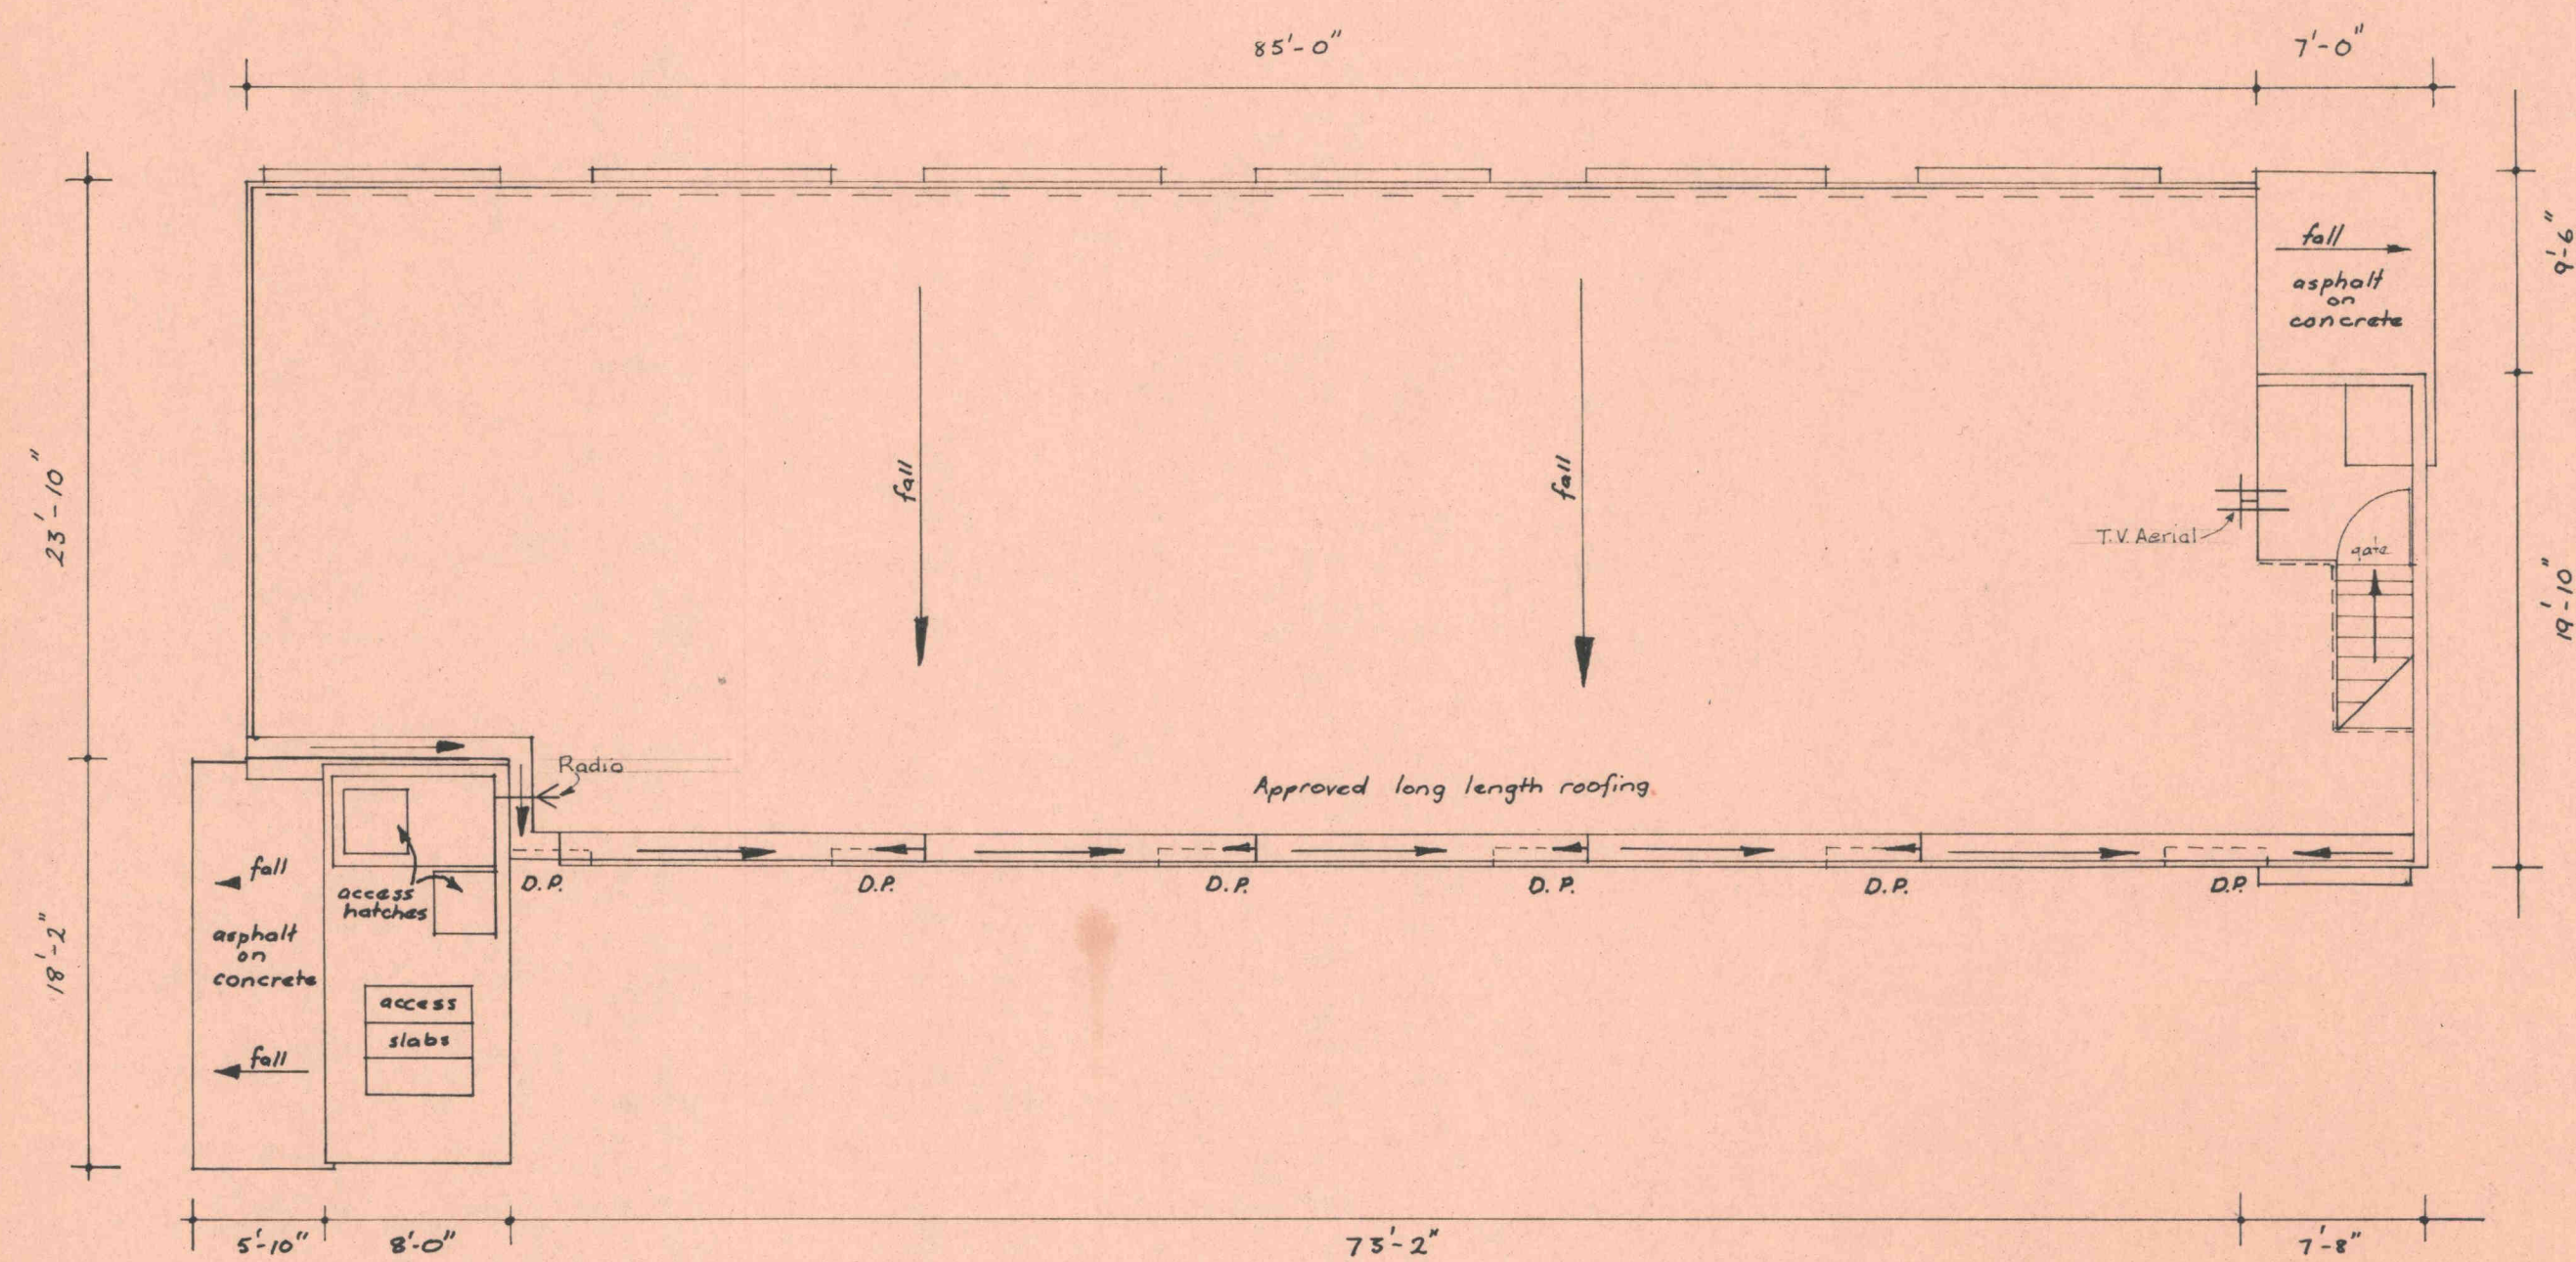 85'-0"
7'-0"
fall
asphalt
on
concrete
9'-6"
23'-10"
fall
fall
T.V. Aerial
gate
19'-10"
Radio
Approved long length roofing.
fall
access
hatches
D.P.
D.P.
D.P.
D.P.
D.P.
D.P.
asphalt
on
concrete
18'-2"
access
slabs
fall
5'-10"
8'-0"
73'-2"
7'-8"